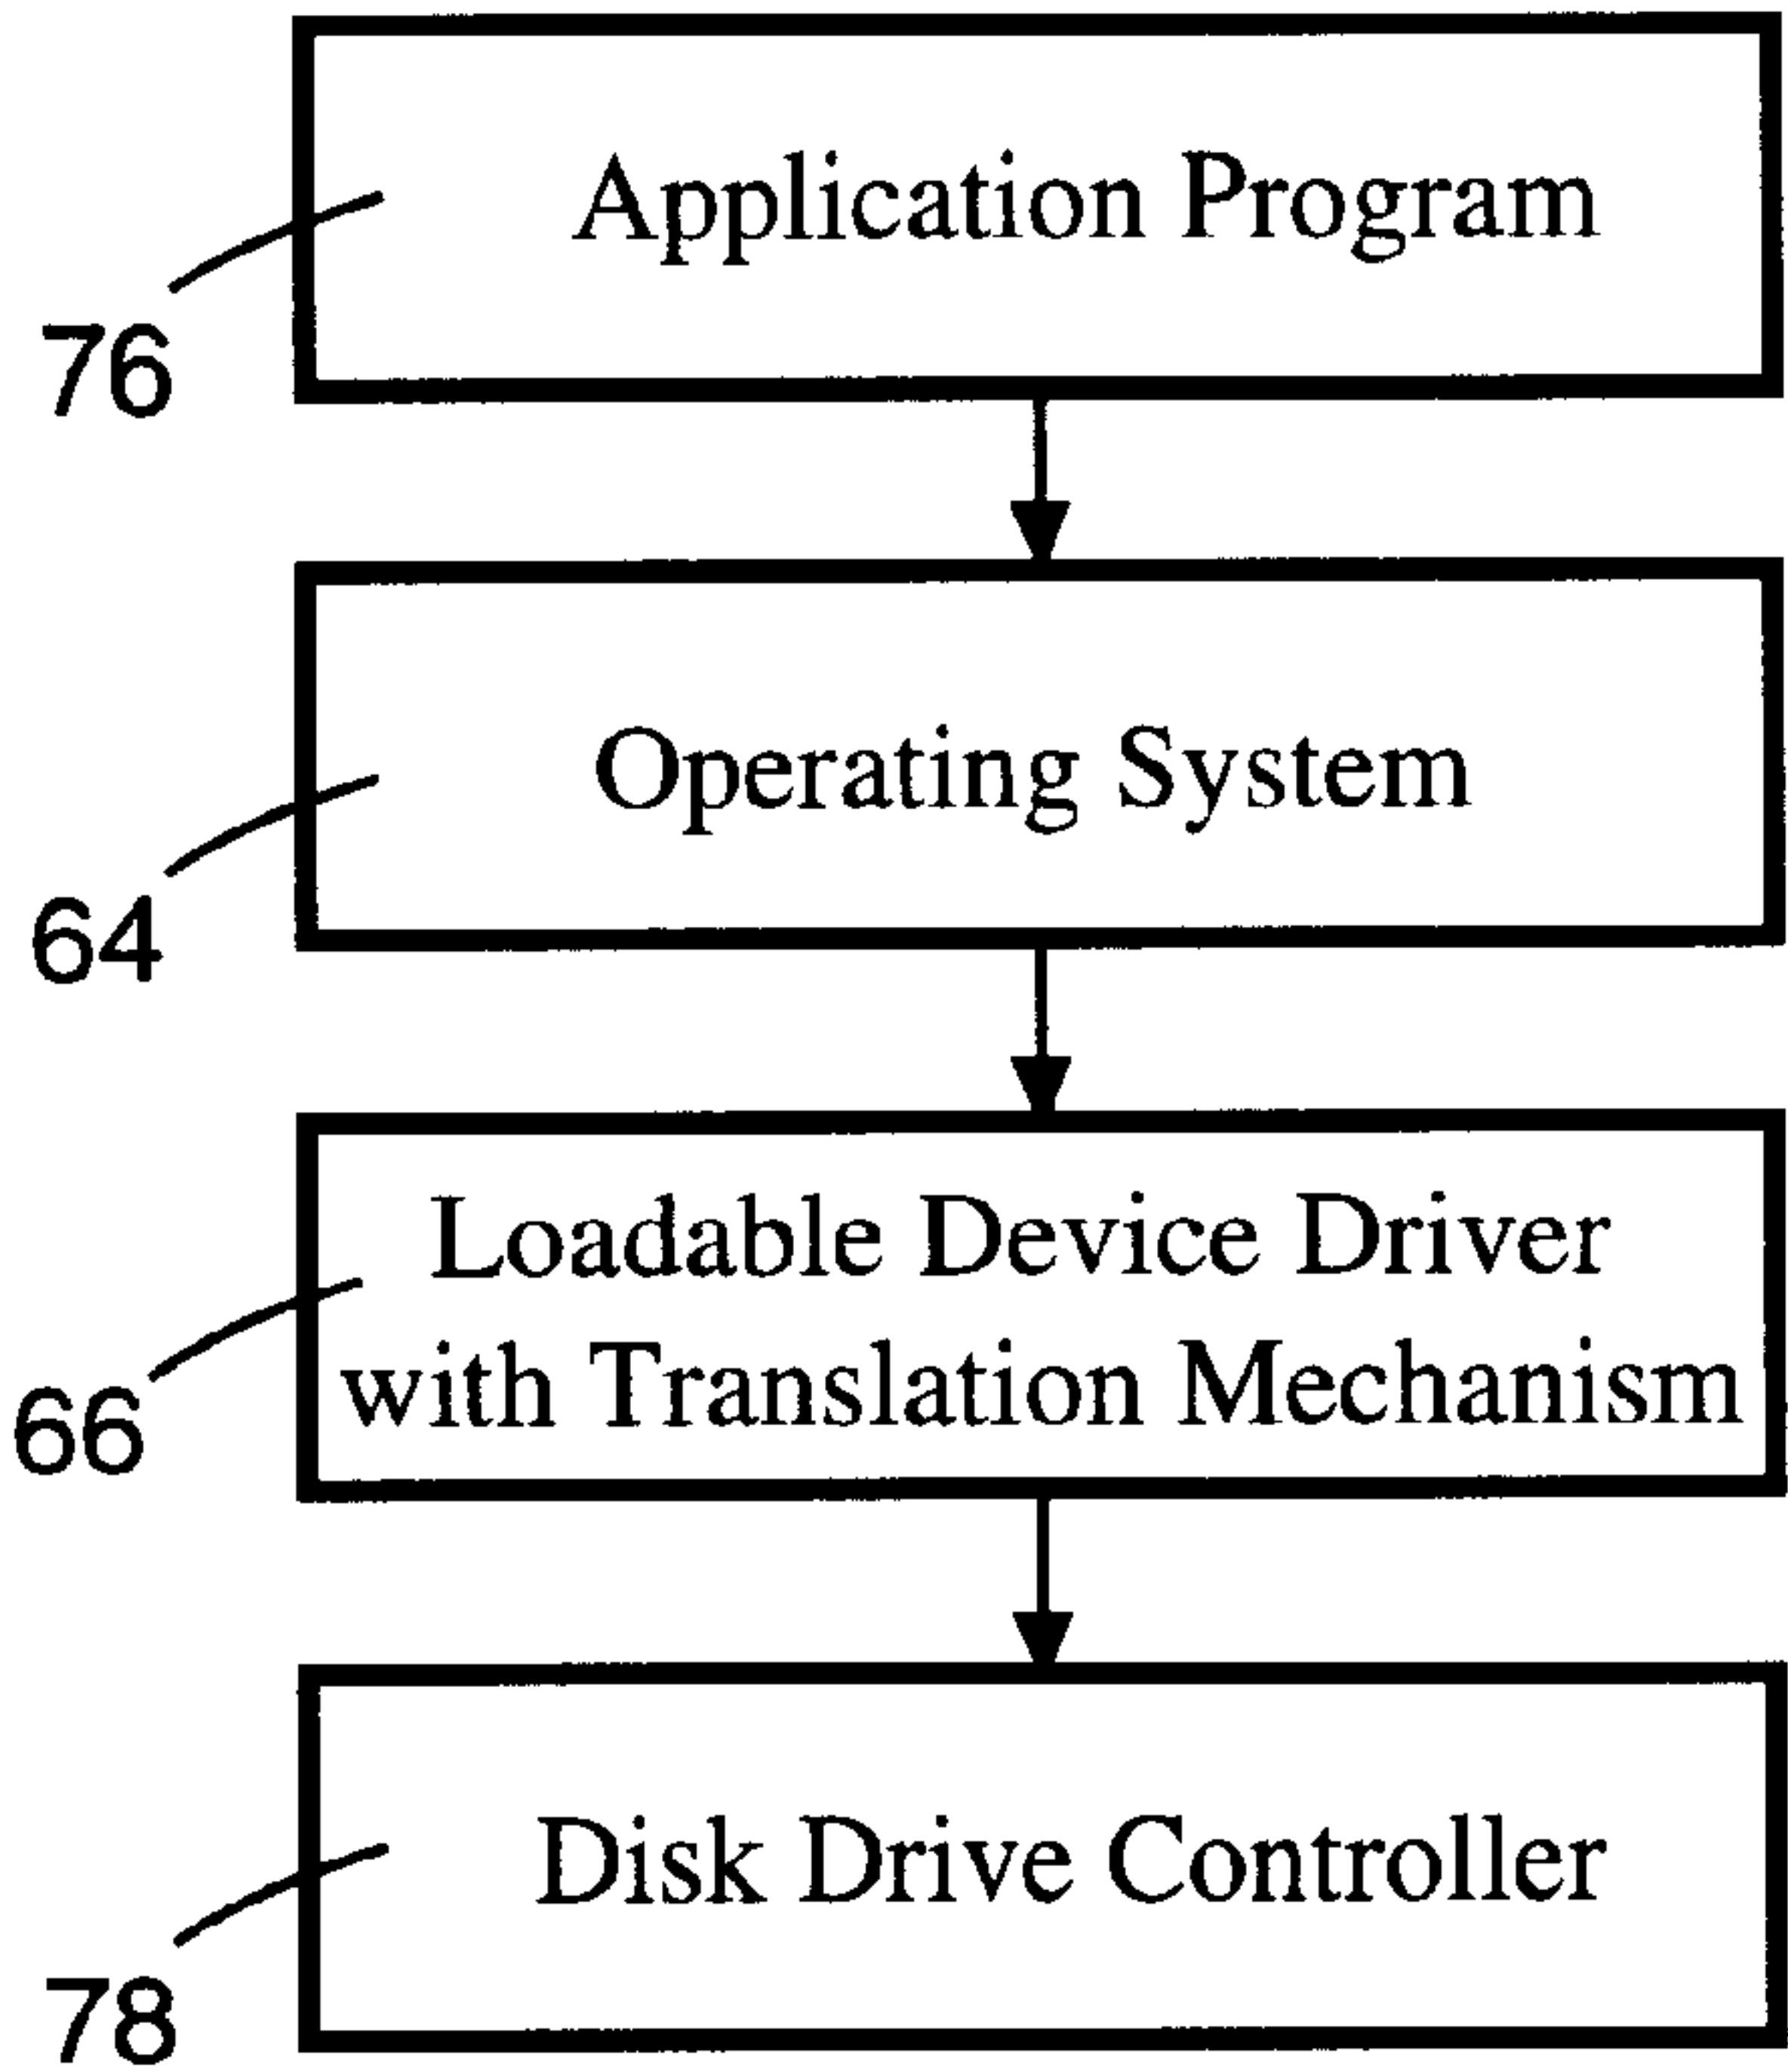 Application Program
76
Operating System
64
Loadable Device Driver
with Translation Mechanism
66
Disk Drive Controller
78